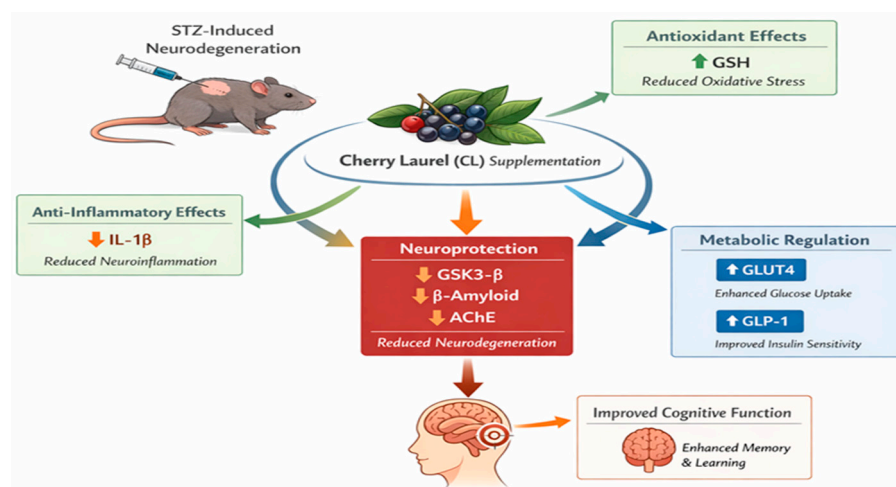 STZ-Induced
Neurodegeneration
Antioxidant Effects
GSH
Reduced Oxidative Stress
Cherry Laurel (CL) Supplementation
Anti-Inflammatory Effects
IL-1β
Reduced Neuroinflammation
Neuroprotection
GSK3-β
β-Amyloid
AChE
Reduced Neurodegeneration
Metabolic Regulation
GLUT4
Enhanced Glucose Uptake
GLP-1
Improved Insulin Sensitivity
Improved Cognitive Function
Enhanced Memory
& Learning